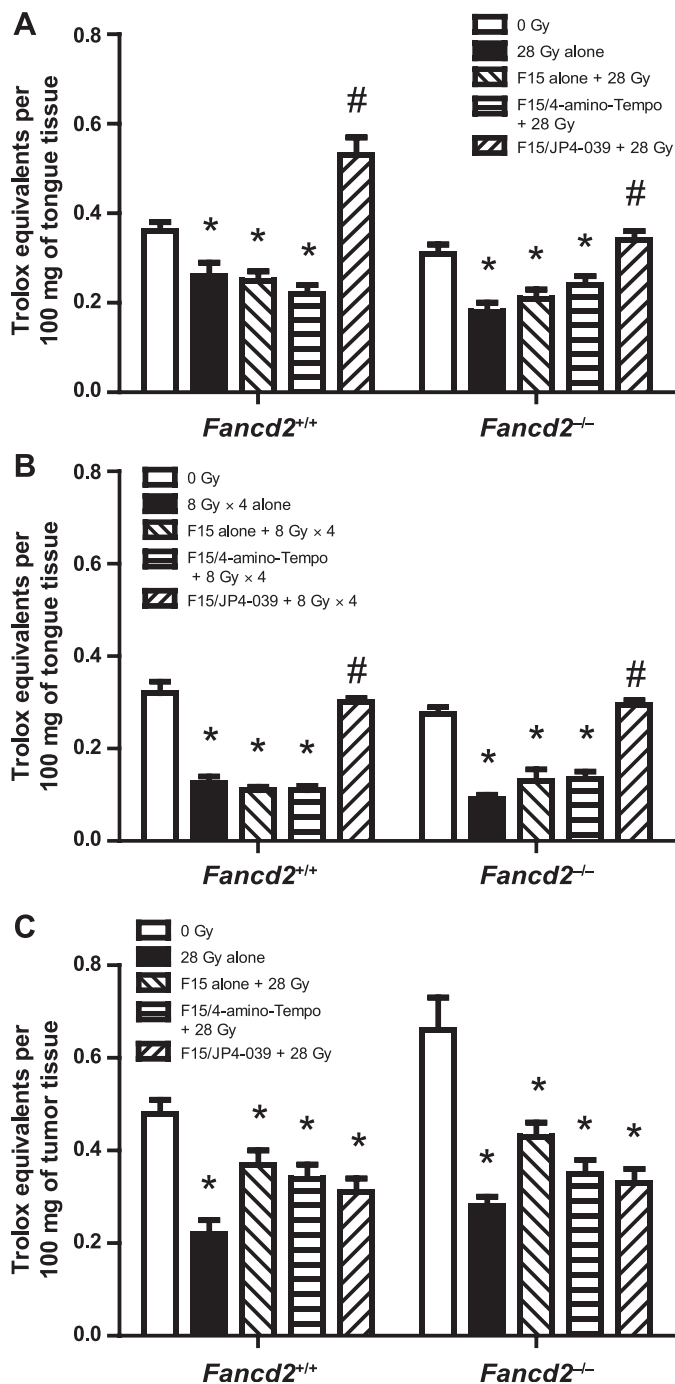 A
Trolox equivalents per
100 mg of tongue tissue
0.8
0.6
0.4
0.2
0.0
0 Gy
28 Gy alone
F15 alone + 28 Gy
F15/4-amino-Tempo
+ 28 Gy
F15/JP4-039 + 28 Gy
* * * #
* * * #
Fancd2+/+ Fancd2–/–
B
Trolox equivalents per
100 mg of tongue tissue
0.8
0.6
0.4
0.2
0.0
0 Gy
8 Gy × 4 alone
F15 alone + 8 Gy × 4
F15/4-amino-Tempo
+ 8 Gy × 4
F15/JP4-039 + 8 Gy × 4
* * * #
* * * #
Fancd2+/+ Fancd2–/–
C
Trolox equivalents per
100 mg of tumor tissue
0.8
0.6
0.4
0.2
0.0
0 Gy
28 Gy alone
F15 alone + 28 Gy
F15/4-amino-Tempo
+ 28 Gy
F15/JP4-039 + 28 Gy
* * * *
* * * *
Fancd2+/+ Fancd2–/–